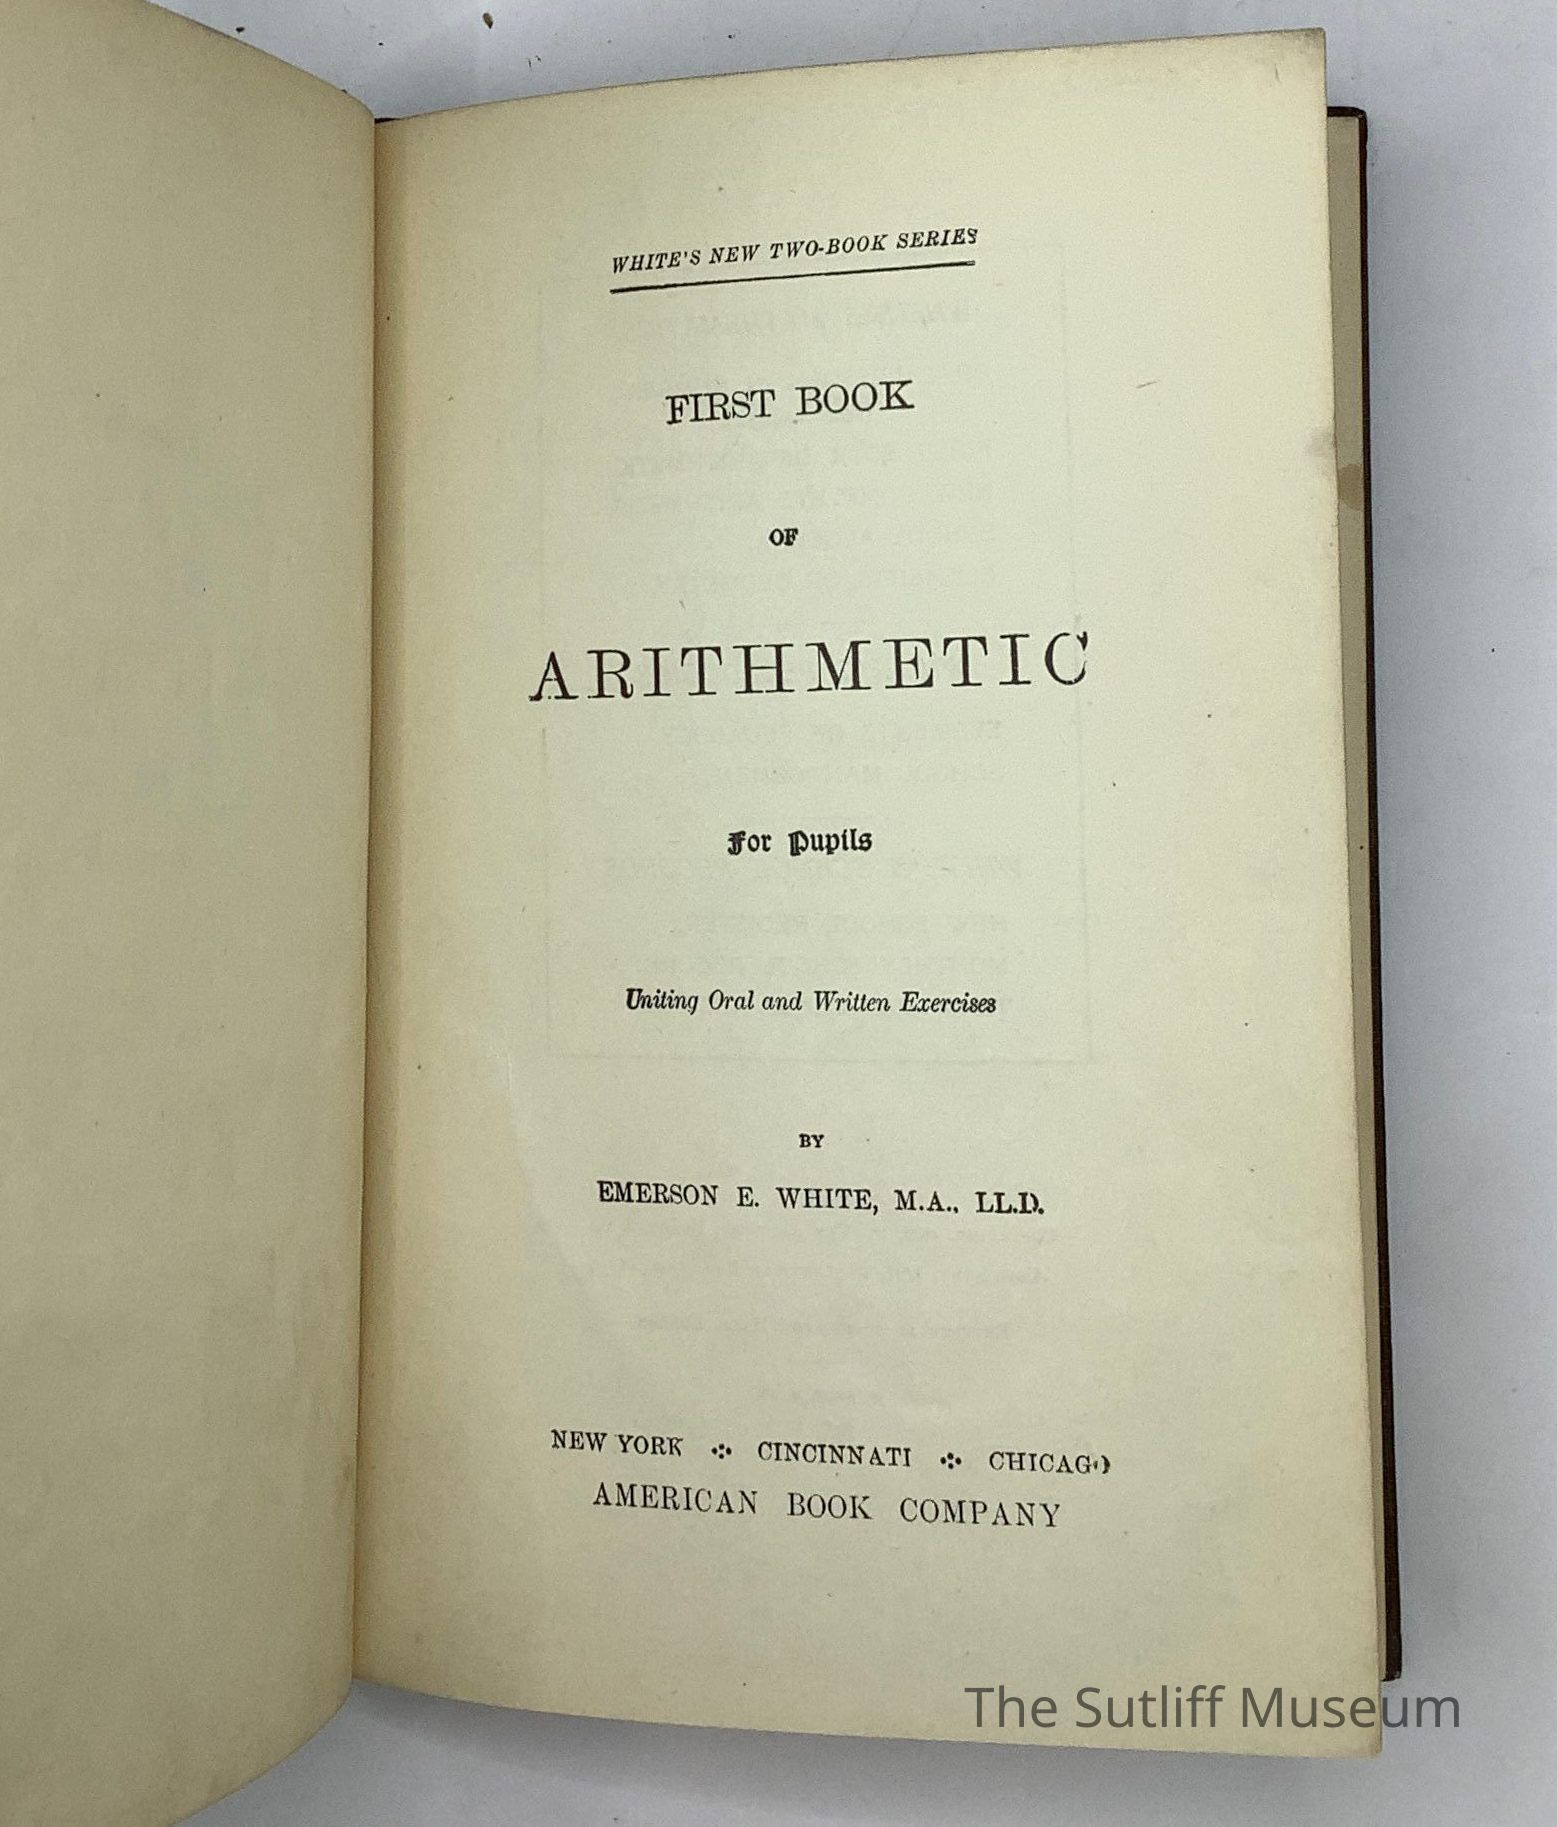 WHITE'S NEW TWO-BOOK SERIES
FIRST BOOK
OF
ARITHMETIC
For Pupils
Uniting Oral and Written Exercises
BY
EMERSON E. WHITE, M.A., LL.D.
NEW YORK ⁘ CINCINNATI ⁘ CHICAGO
AMERICAN BOOK COMPANY
The Sutliff Museum